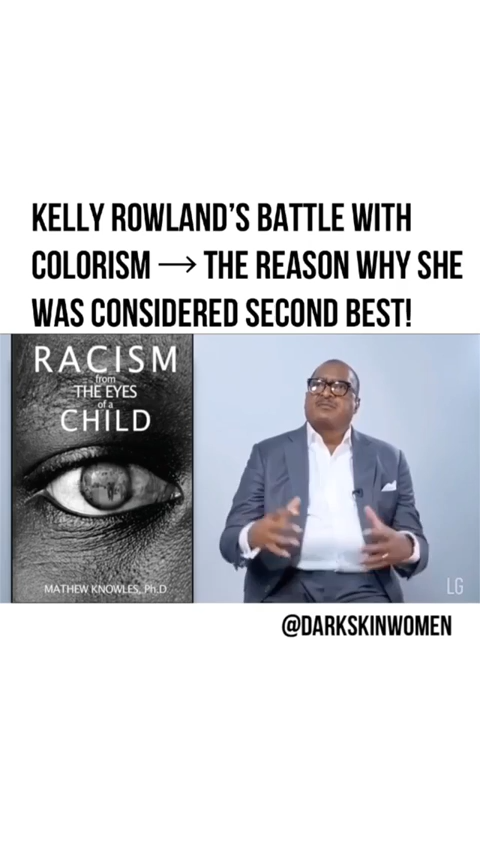 KELLY ROWLAND'S BATTLE WITH
COLORISM → THE REASON WHY SHE
WAS CONSIDERED SECOND BEST!
RACISM
from
THE EYES
of a
CHILD
MATHEW KNOWLES, Ph.D
LG
@DARKSKINWOMEN